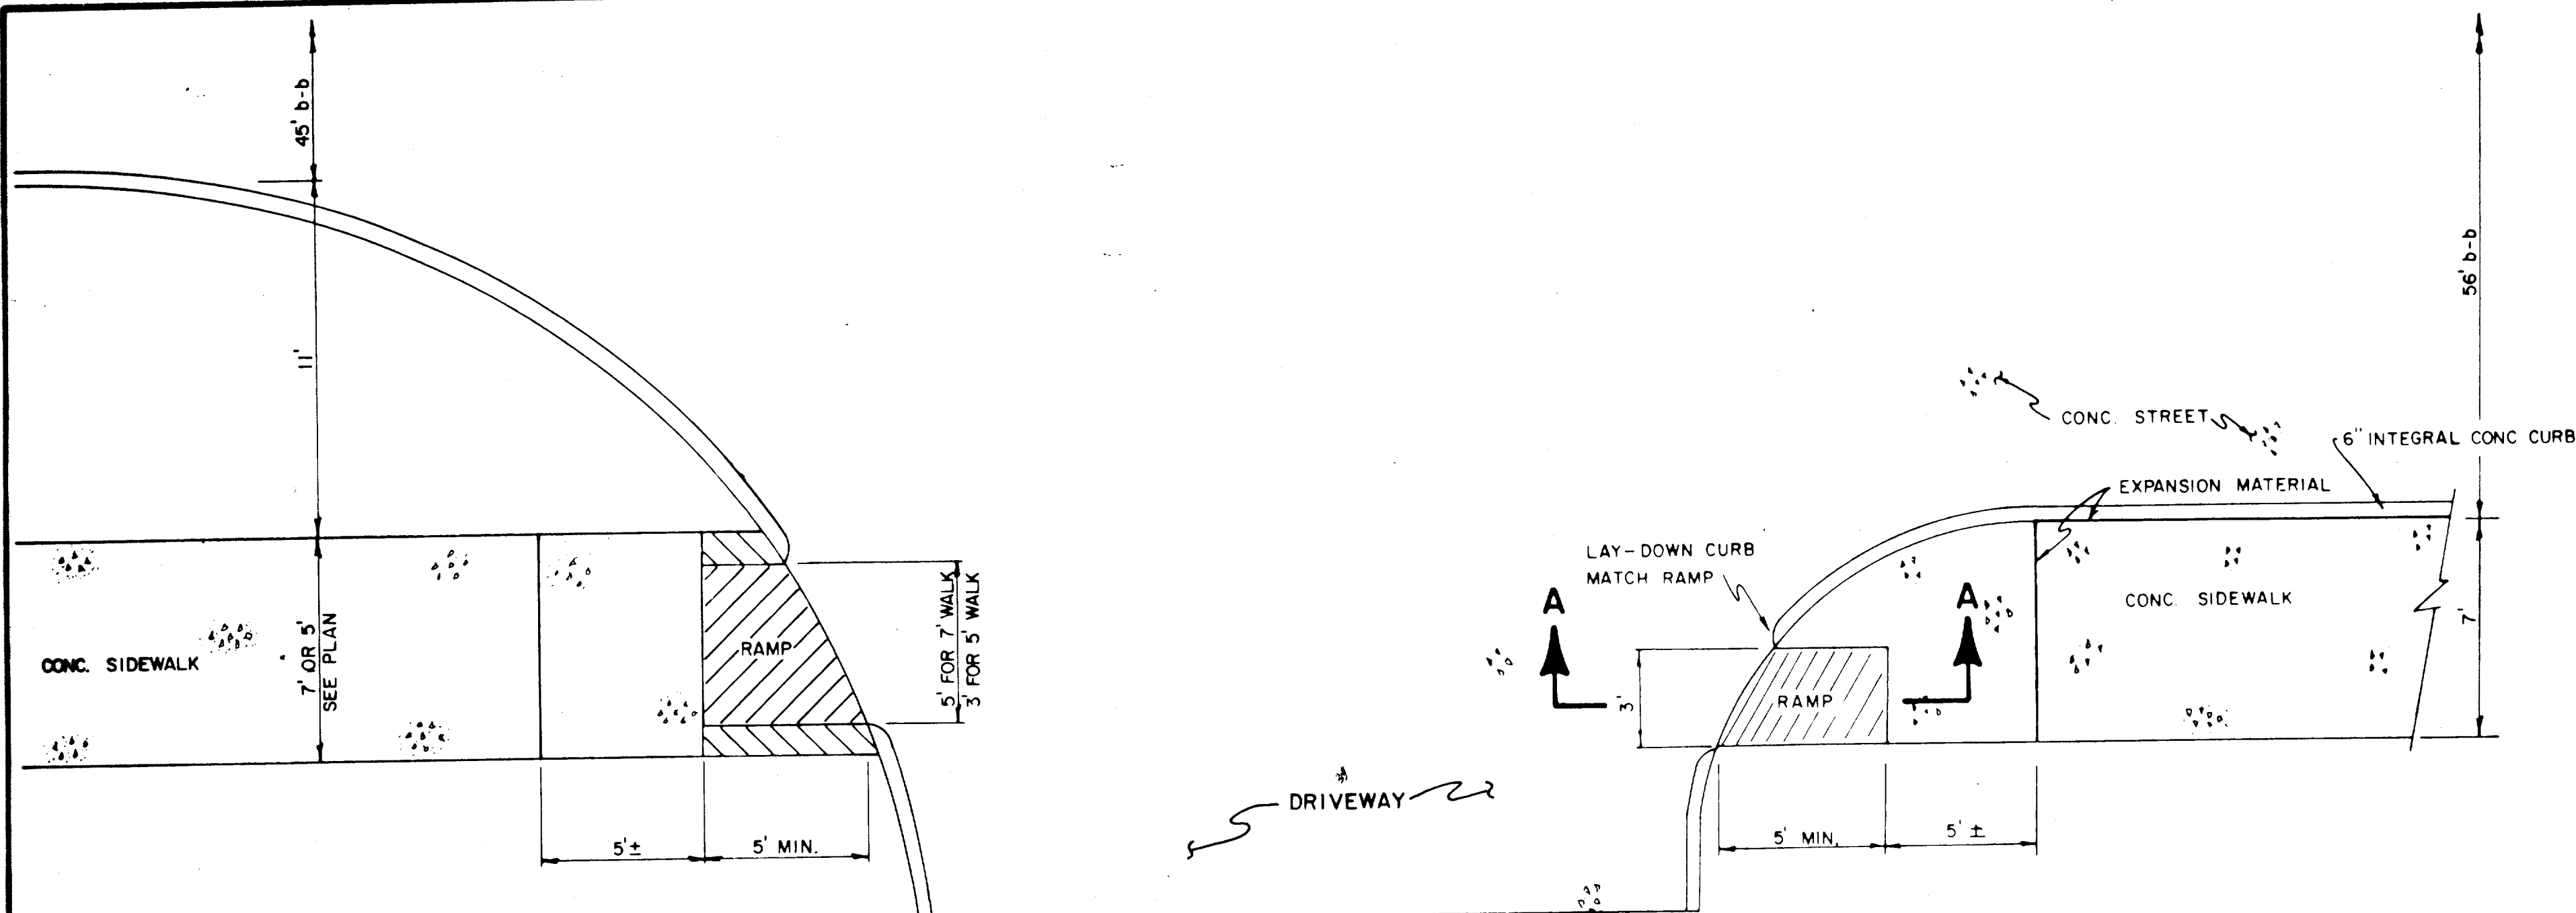 45' b-b
11'
7' OR 5'
SEE PLAN
CONC. SIDEWALK
RAMP
5' FOR 7' WALK
3' FOR 5' WALK
5'±
5' MIN.
DRIVEWAY
56' b-b
CONC. STREET
6" INTEGRAL CONC CURB
EXPANSION MATERIAL
LAY-DOWN CURB
MATCH RAMP
A
A
CONC. SIDEWALK
7'
3'
RAMP
5' MIN.
5' ±